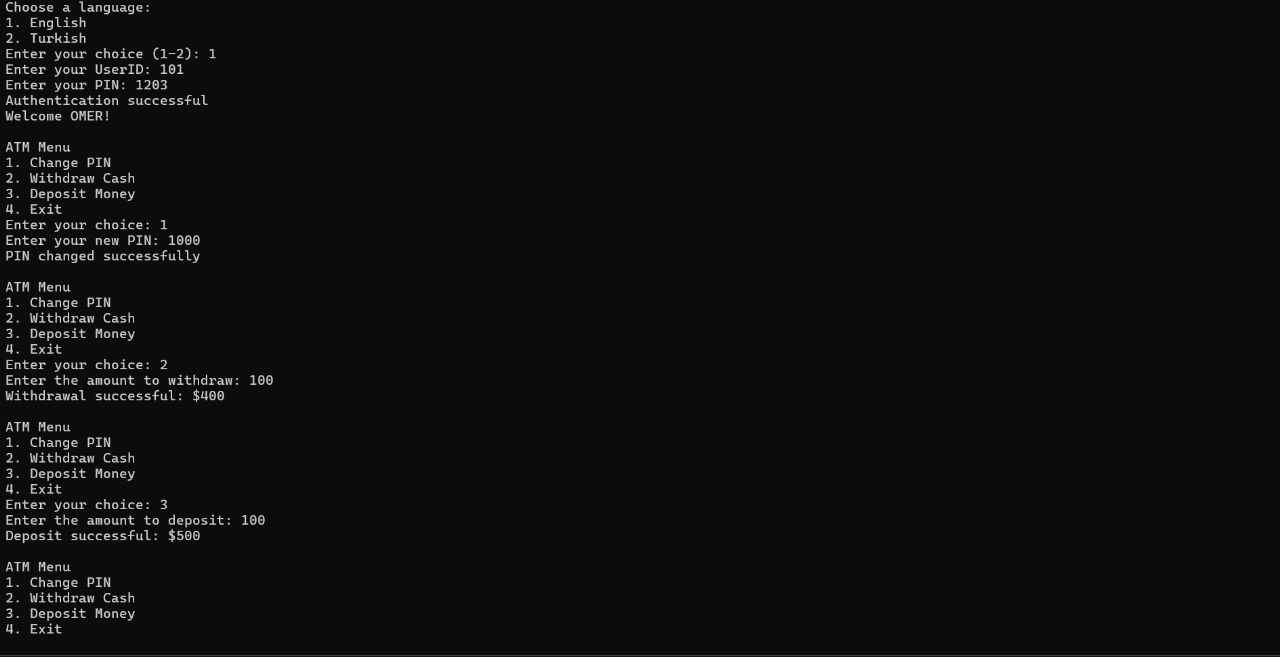 Choose a language:
1. English
2. Turkish
Enter your choice (1-2): 1
Enter your UserID: 101
Enter your PIN: 1203
Authentication successful
Welcome OMER!

ATM Menu
1. Change PIN
2. Withdraw Cash
3. Deposit Money
4. Exit
Enter your choice: 1
Enter your new PIN: 1000
PIN changed successfully

ATM Menu
1. Change PIN
2. Withdraw Cash
3. Deposit Money
4. Exit
Enter your choice: 2
Enter the amount to withdraw: 100
Withdrawal successful: $400

ATM Menu
1. Change PIN
2. Withdraw Cash
3. Deposit Money
4. Exit
Enter your choice: 3
Enter the amount to deposit: 100
Deposit successful: $500

ATM Menu
1. Change PIN
2. Withdraw Cash
3. Deposit Money
4. Exit